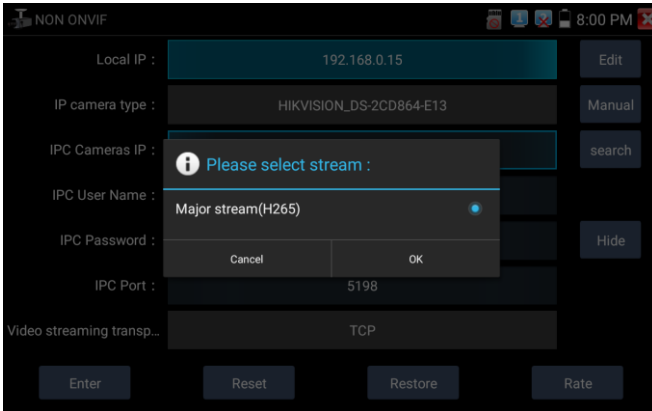 NON ONVIF
8:00 PM
Local IP :
192.168.0.15
Edit
IP camera type :
HIKVISION_DS-2CD864-E13
Manual
IPC Cameras IP :
search
Please select stream :
IPC User Name :
Major stream(H265)
IPC Password :
Hide
Cancel
OK
IPC Port :
5198
Video streaming transp...
TCP
Enter
Reset
Restore
Rate